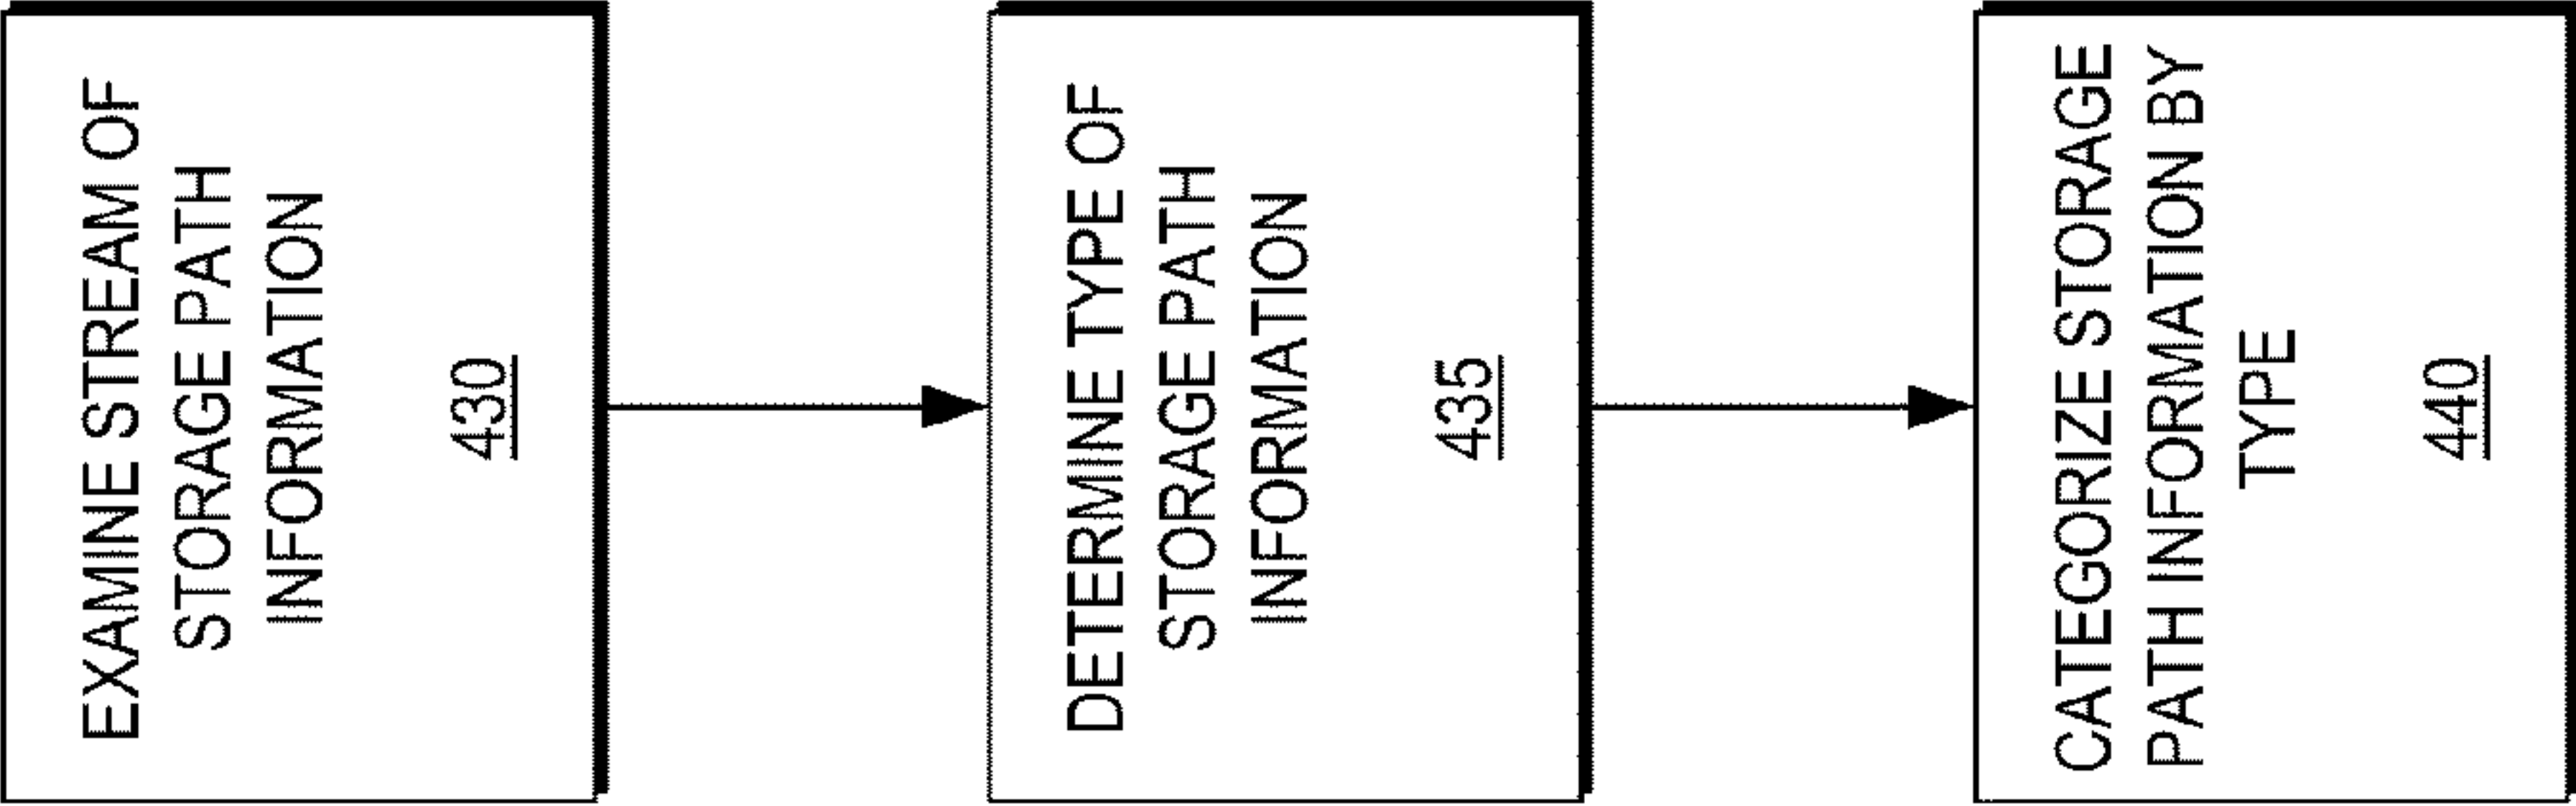 EXAMINE STREAM OF
STORAGE PATH
INFORMATION
430
DETERMINE TYPE OF
STORAGE PATH
INFORMATION
435
CATEGORIZE STORAGE
PATH INFORMATION BY
TYPE
440